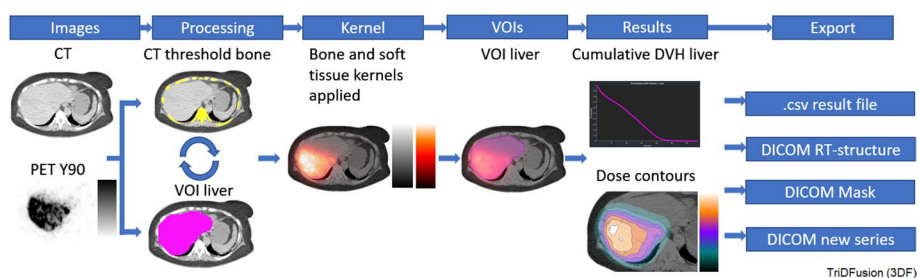 Images
Processing
Kernel
VOIs
Results
Export
CT
CT threshold bone
Bone and soft
tissue kernels
applied
VOI liver
Cumulative DVH liver
PET Y90
VOI liver
Dose contours
.csv result file
DICOM RT-structure
DICOM Mask
DICOM new series
TriDFusion (3DF)